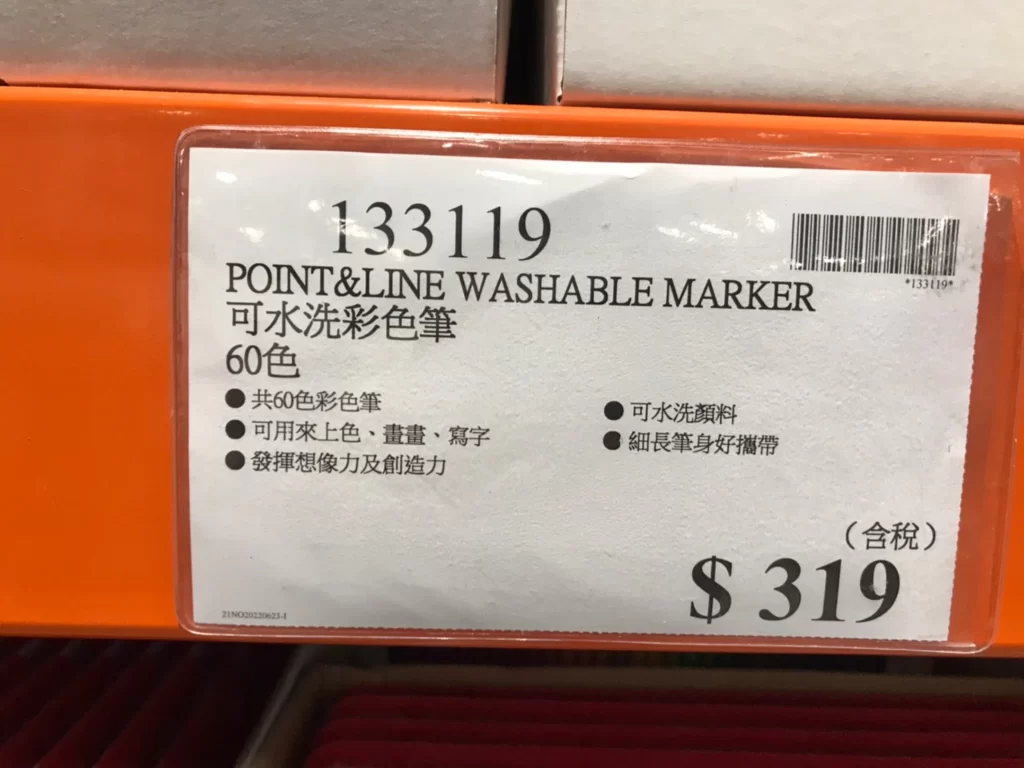 133119
*133119*
POINT&LINE WASHABLE MARKER
可水洗彩色筆
60色
● 共60色彩色筆
● 可用來上色、畫畫、寫字
● 發揮想像力及創造力
● 可水洗顏料
● 細長筆身好攜帶
（含稅）
$ 319
21NO20220623-1